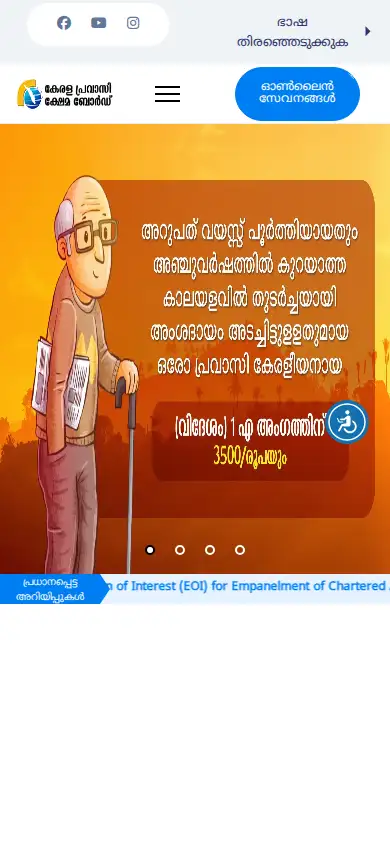 ഭാഷ
തിരഞ്ഞെടുക്കുക
കേരള പ്രവാസി
ക്ഷേമ ബോർഡ്
ഓൺലൈൻ
സേവനങ്ങൾ
അറുപത് വയസ്സ് പൂർത്തിയായതും
അഞ്ചുവർഷത്തിൽ കുറയാത്ത
കാലയളവിൽ തുടർച്ചയായി
അംശദായം അടച്ചിട്ടുള്ളതുമായ
ഒരോ പ്രവാസി കേരളീയനായ
(വിദേശം) 1 എ അംഗത്തിന്
3500/രൂപയും
പ്രധാനപ്പെട്ട
അറിയിപ്പുകൾ
of Interest (EOI) for Empanelment of Chartered